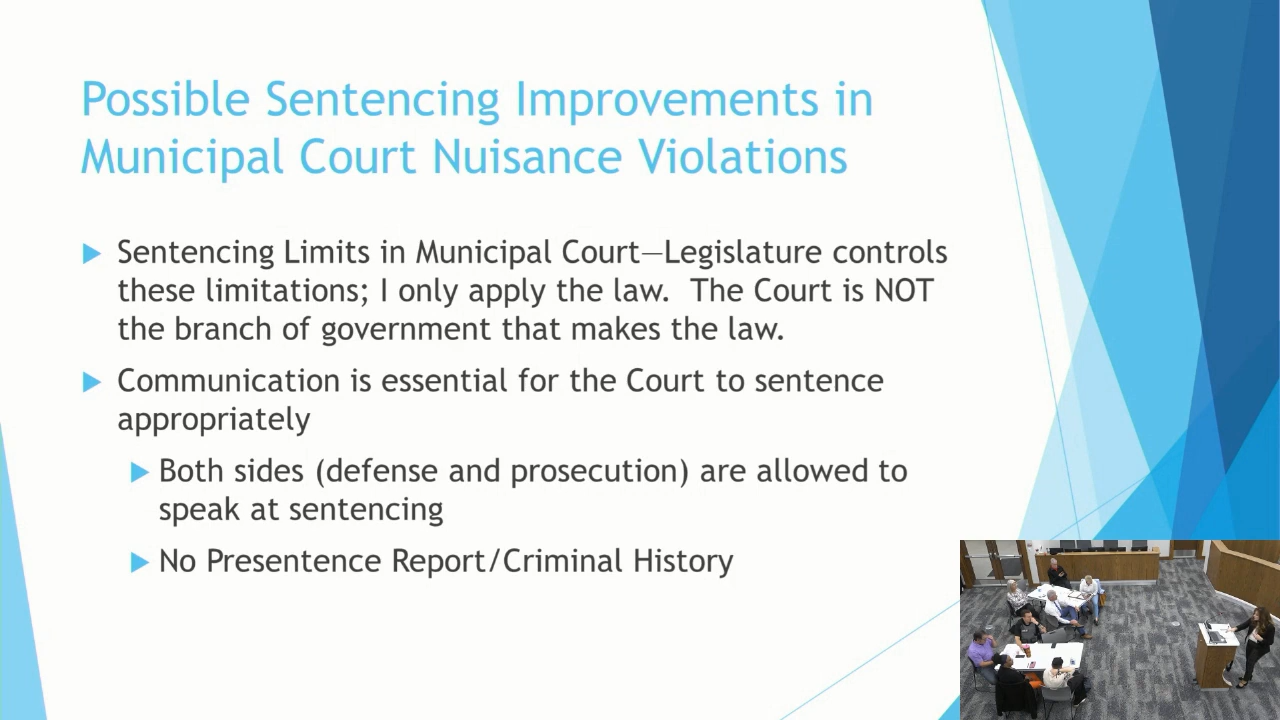 Possible Sentencing Improvements in
Municipal Court Nuisance Violations
Sentencing Limits in Municipal Court—Legislature controls
these limitations; I only apply the law.  The Court is NOT
the branch of government that makes the law.
Communication is essential for the Court to sentence
appropriately
Both sides (defense and prosecution) are allowed to
speak at sentencing
No Presentence Report/Criminal History